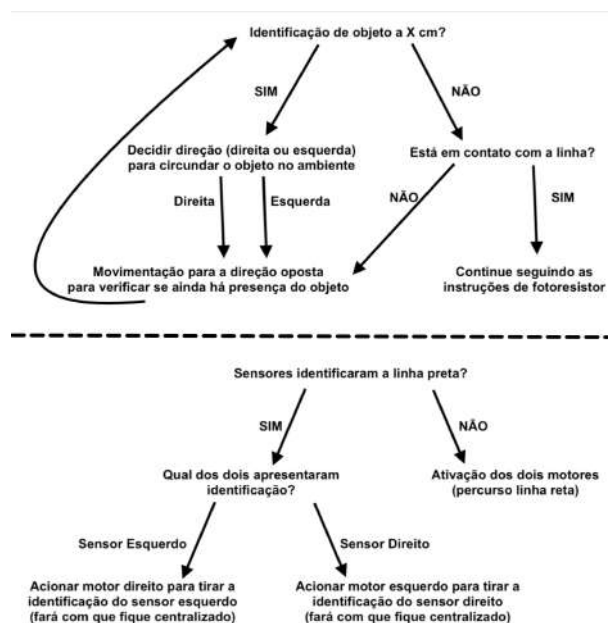 Identificação de objeto a X cm?
SIM
NÃO
Decidir direção (direita ou esquerda)
para circundar o objeto no ambiente
Está em contato com a linha?
Direita
Esquerda
NÃO
SIM
Movimentação para a direção oposta
para verificar se ainda há presença do objeto
Continue seguindo as
instruções de fotoresistor
Sensores identificaram a linha preta?
SIM
NÃO
Qual dos dois apresentaram
identificação?
Ativação dos dois motores
(percurso linha reta)
Sensor Esquerdo
Sensor Direito
Acionar motor direito para tirar a
identificação do sensor esquerdo
(fará com que fique centralizado)
Acionar motor esquerdo para tirar a
identificação do sensor direito
(fará com que fique centralizado)